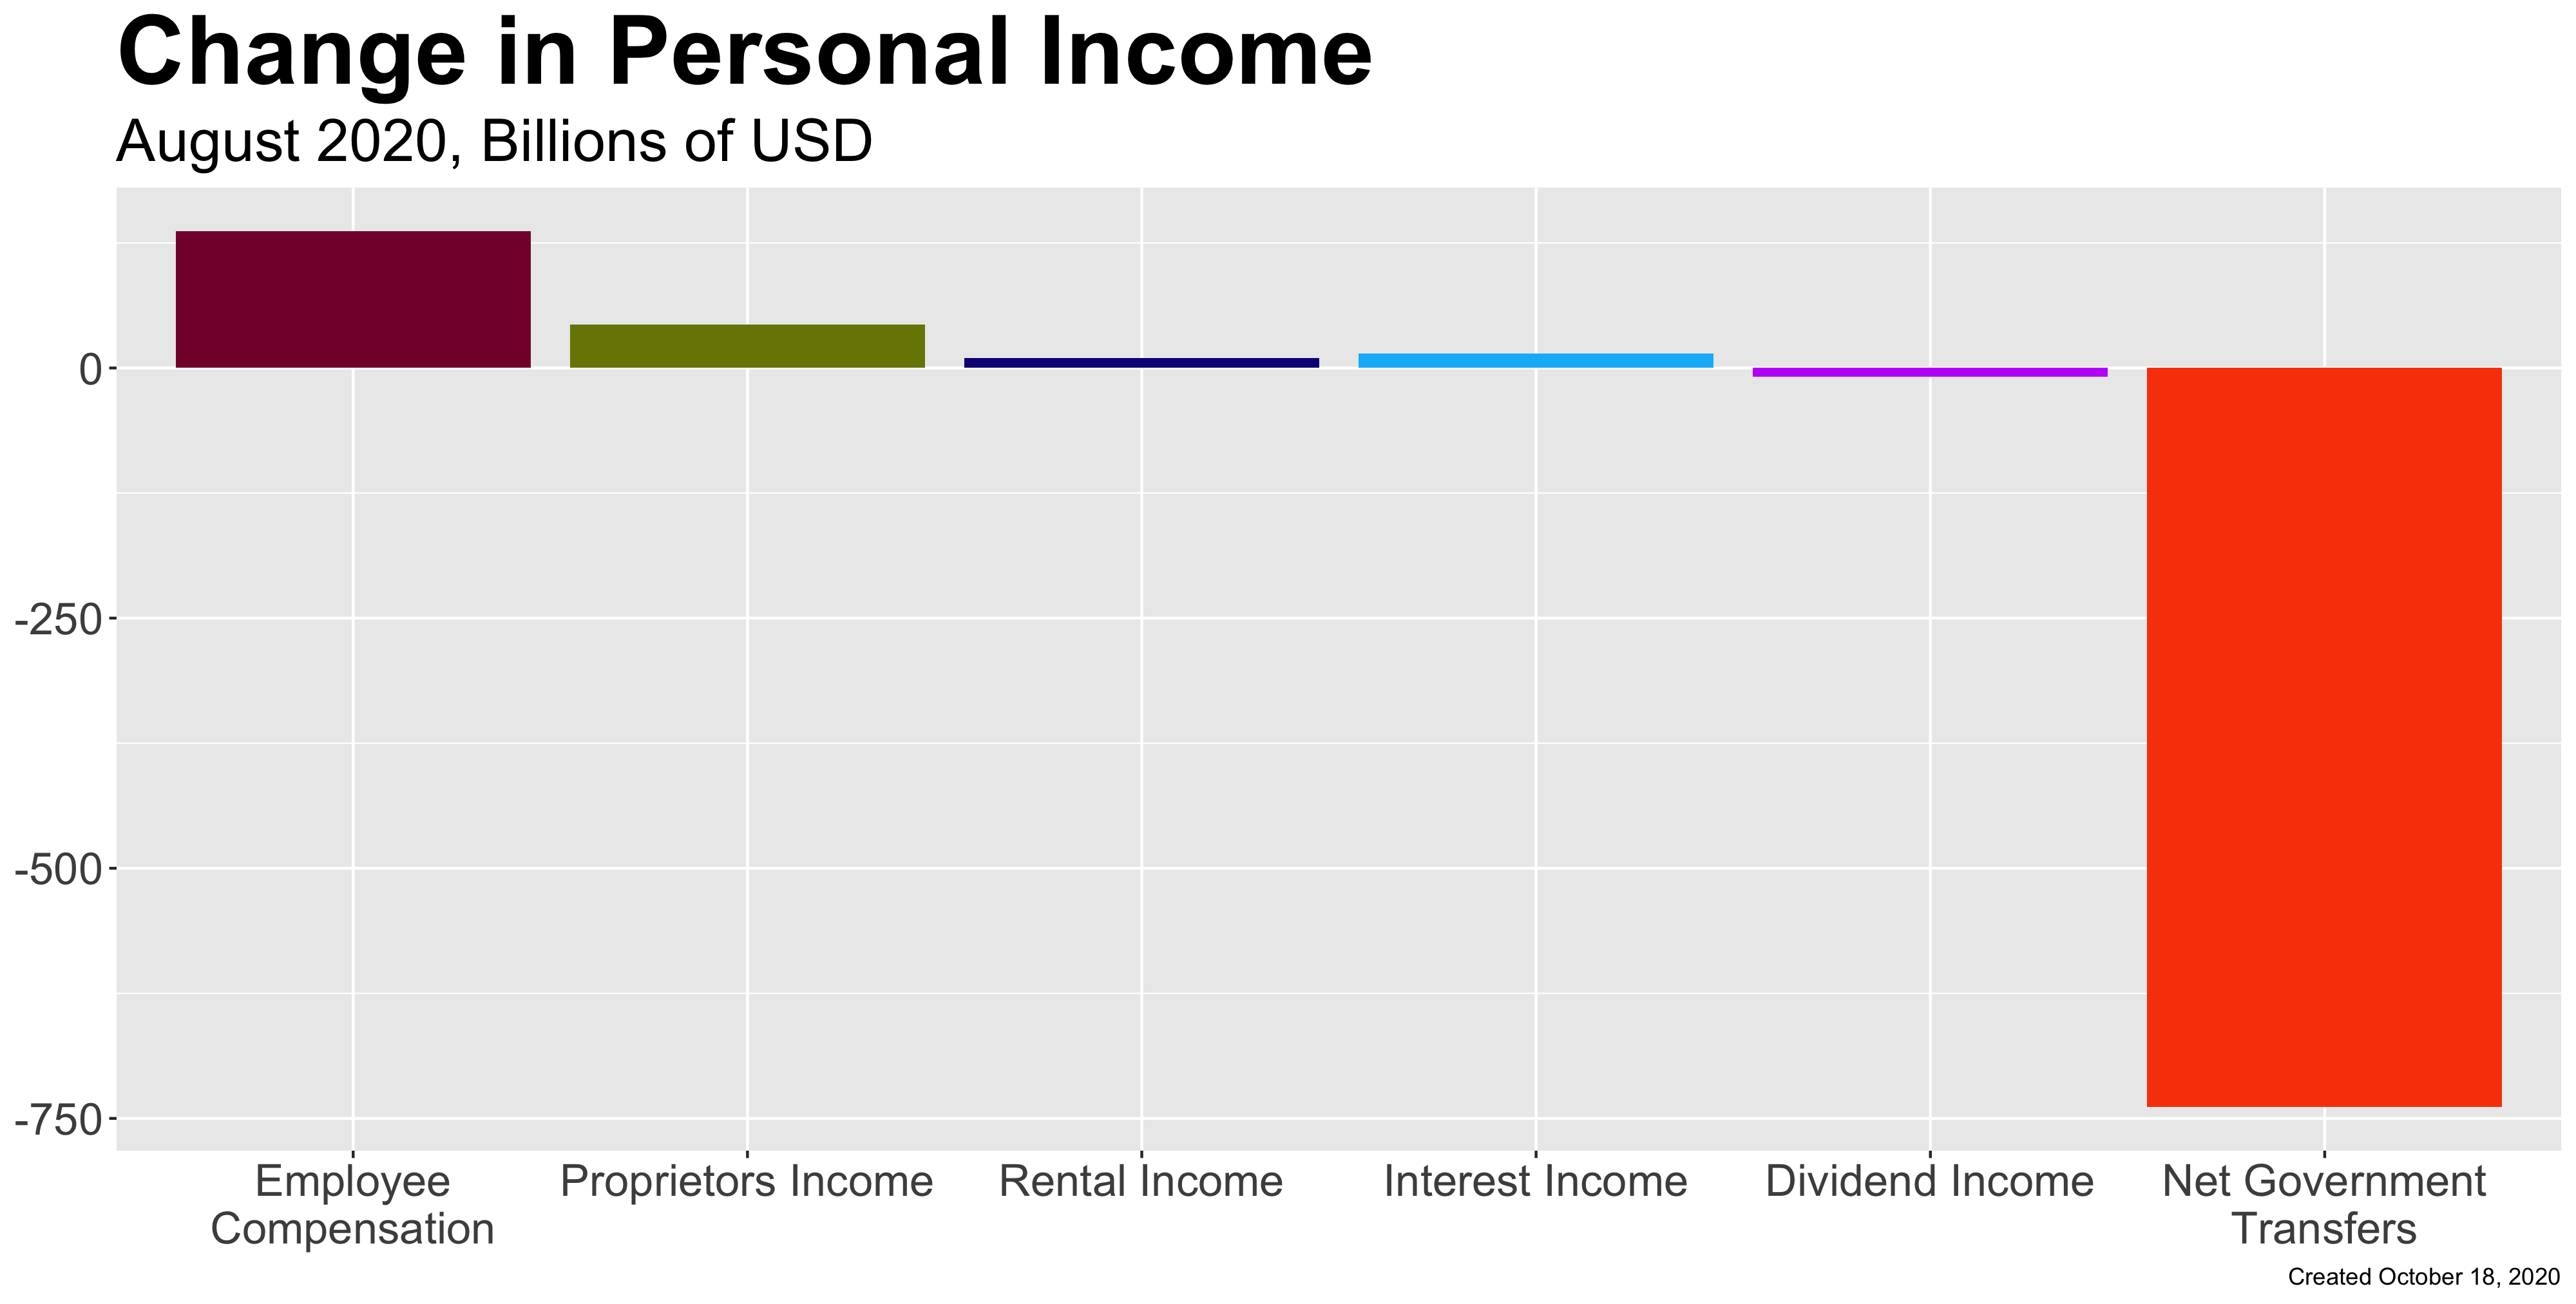 Change in Personal Income
August 2020, Billions of USD
0
-250
-500
-750
Employee
Compensation
Proprietors Income
Rental Income
Interest Income
Dividend Income
Net Government
Transfers
Created October 18, 2020